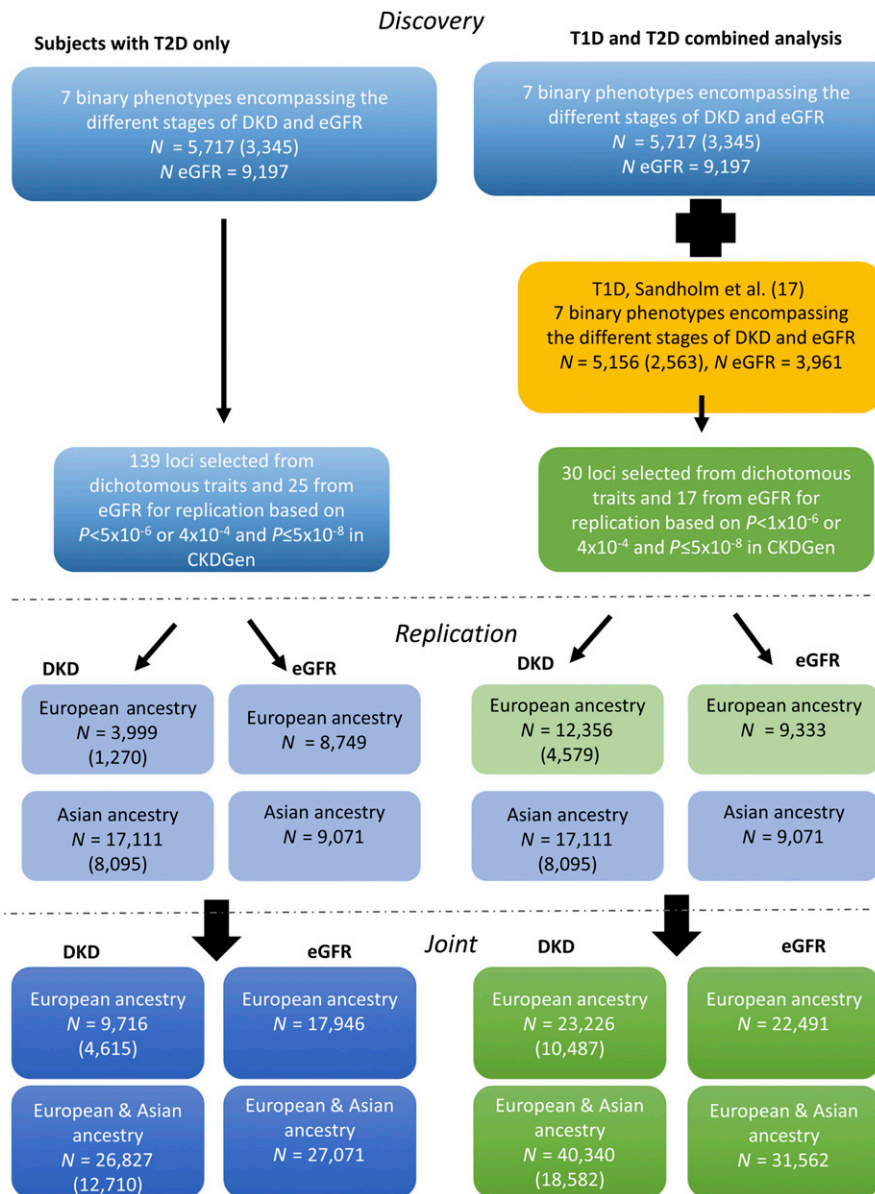 Discovery
Subjects with T2D only
T1D and T2D combined analysis
7 binary phenotypes encompassing the
different stages of DKD and eGFR
N = 5,717 (3,345)
N eGFR = 9,197
7 binary phenotypes encompassing the
different stages of DKD and eGFR
N = 5,717 (3,345)
N eGFR = 9,197
T1D, Sandholm et al. (17)
7 binary phenotypes encompassing
the different stages of DKD and eGFR
N = 5,156 (2,563), N eGFR = 3,961
139 loci selected from
dichotomous traits and 25 from
eGFR for replication based on
P<5x10⁻⁶ or 4x10⁻⁴ and P≤5x10⁻⁸ in
CKDGen
30 loci selected from dichotomous
traits and 17 from eGFR for
replication based on P<1x10⁻⁶ or
4x10⁻⁴ and P≤5x10⁻⁸ in CKDGen
Replication
DKD
eGFR
DKD
eGFR
European ancestry
N = 3,999
(1,270)
European ancestry
N = 8,749
European ancestry
N = 12,356
(4,579)
European ancestry
N = 9,333
Asian ancestry
N = 17,111
(8,095)
Asian ancestry
N = 9,071
Asian ancestry
N = 17,111
(8,095)
Asian ancestry
N = 9,071
Joint
DKD
eGFR
DKD
eGFR
European ancestry
N = 9,716
(4,615)
European ancestry
N = 17,946
European ancestry
N = 23,226
(10,487)
European ancestry
N = 22,491
European & Asian
ancestry
N = 26,827
(12,710)
European & Asian
ancestry
N = 27,071
European & Asian
ancestry
N = 40,340
(18,582)
European & Asian
ancestry
N = 31,562